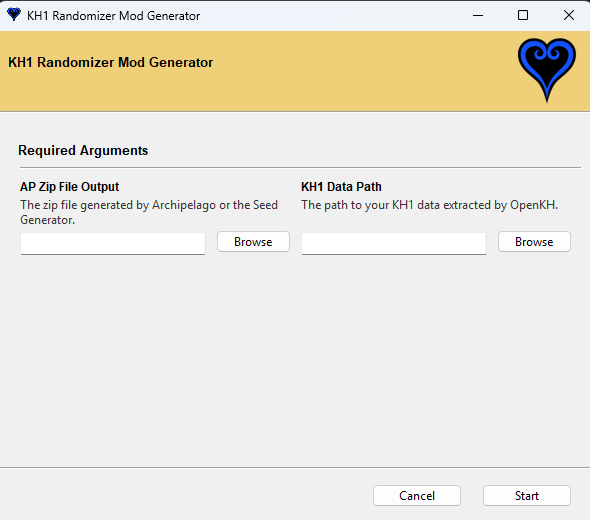 KH1 Randomizer Mod Generator
KH1 Randomizer Mod Generator
Required Arguments
AP Zip File Output
The zip file generated by Archipelago or the Seed
Generator.
Browse
KH1 Data Path
The path to your KH1 data extracted by OpenKH.
Browse
Cancel
Start